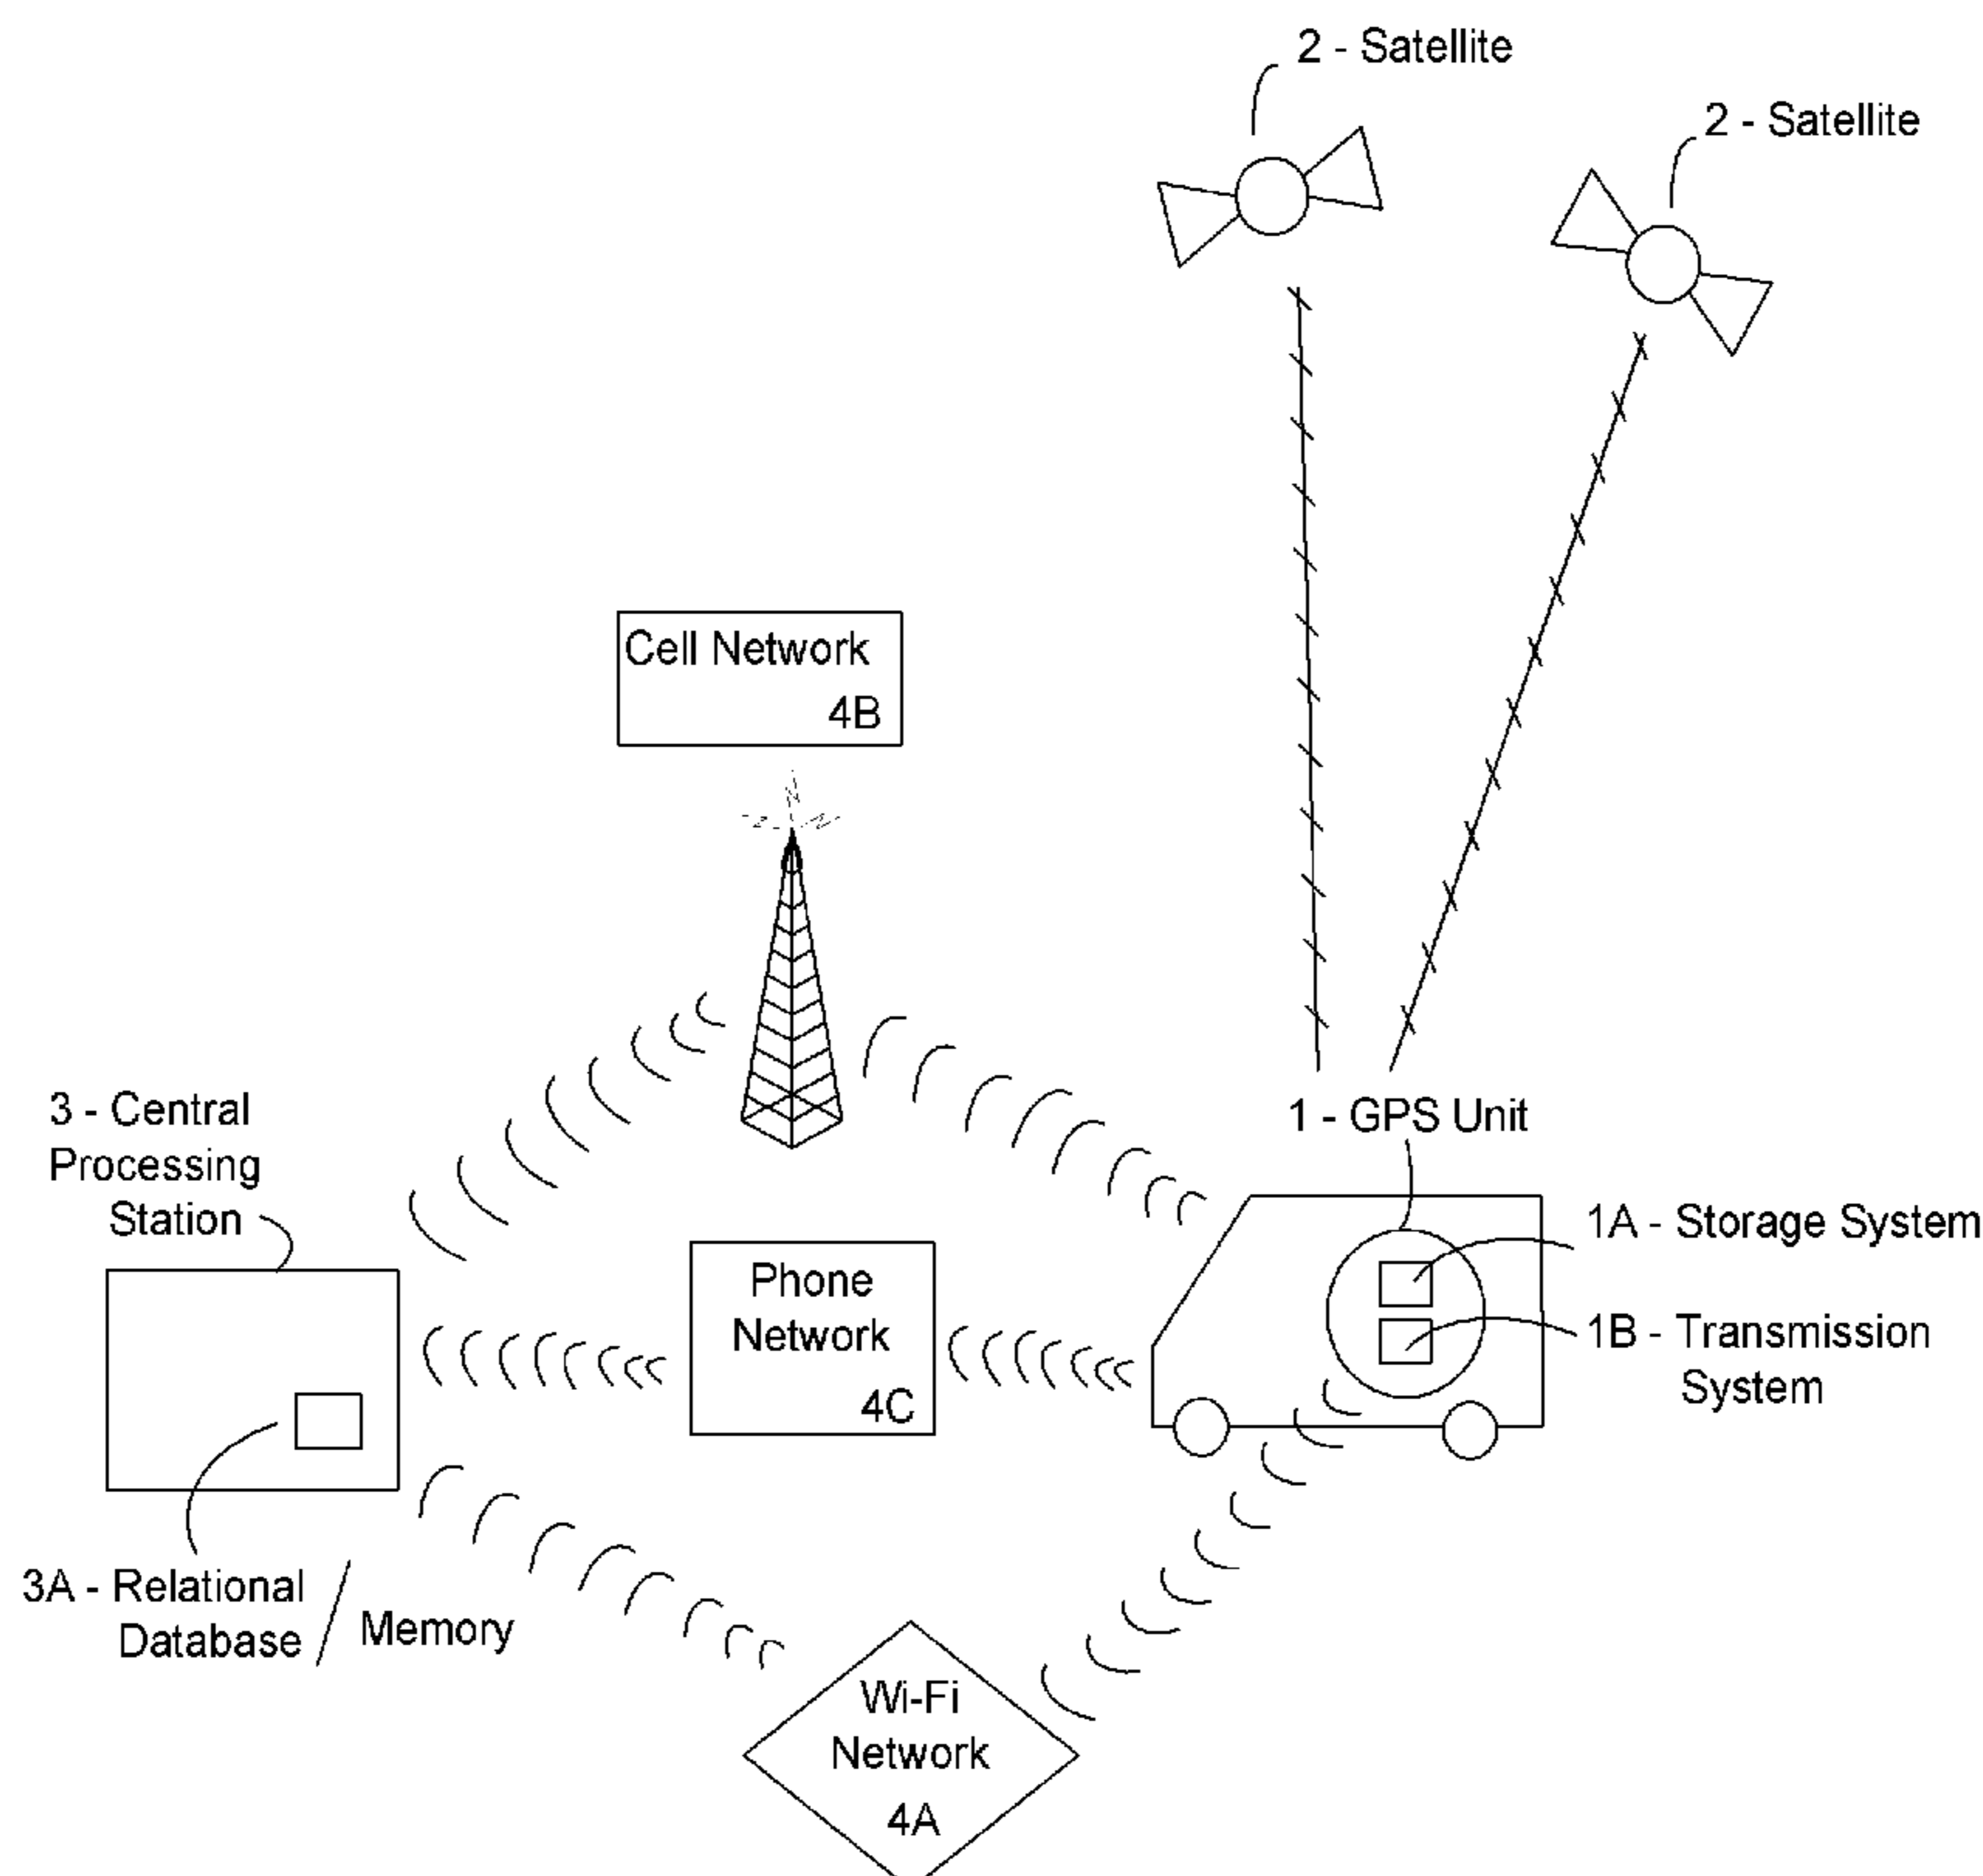 2 - Satellite
2 - Satellite
Cell Network
4B
3 - Central
Processing
Station
1 - GPS Unit
1A - Storage System
1B - Transmission
System
Phone
Network
4C
3A - Relational
Database / Memory
Wi-Fi
Network
4A